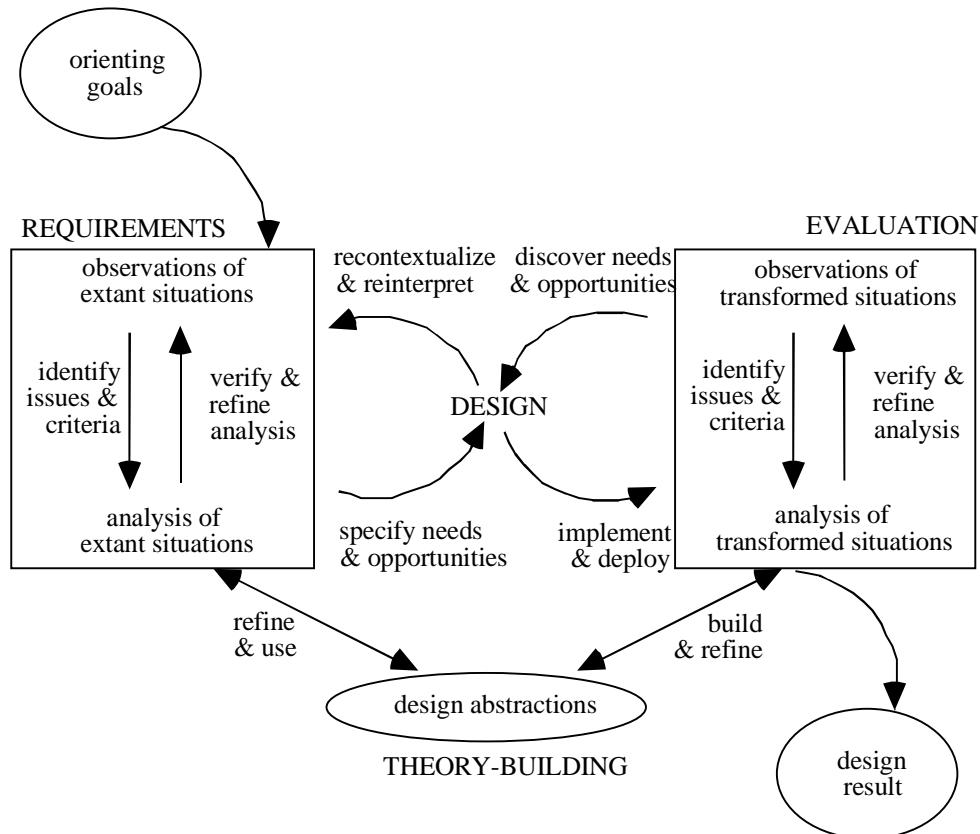 orienting
goals
REQUIREMENTS
EVALUATION
observations of
extant situations
identify
issues &
criteria
verify &
refine
analysis
analysis of
extant situations
recontextualize
& reinterpret
discover needs
& opportunities
DESIGN
specify needs
& opportunities
implement
& deploy
observations of
transformed situations
identify
issues &
criteria
verify &
refine
analysis
analysis of
transformed situations
refine
& use
build
& refine
design abstractions
THEORY-BUILDING
design
result